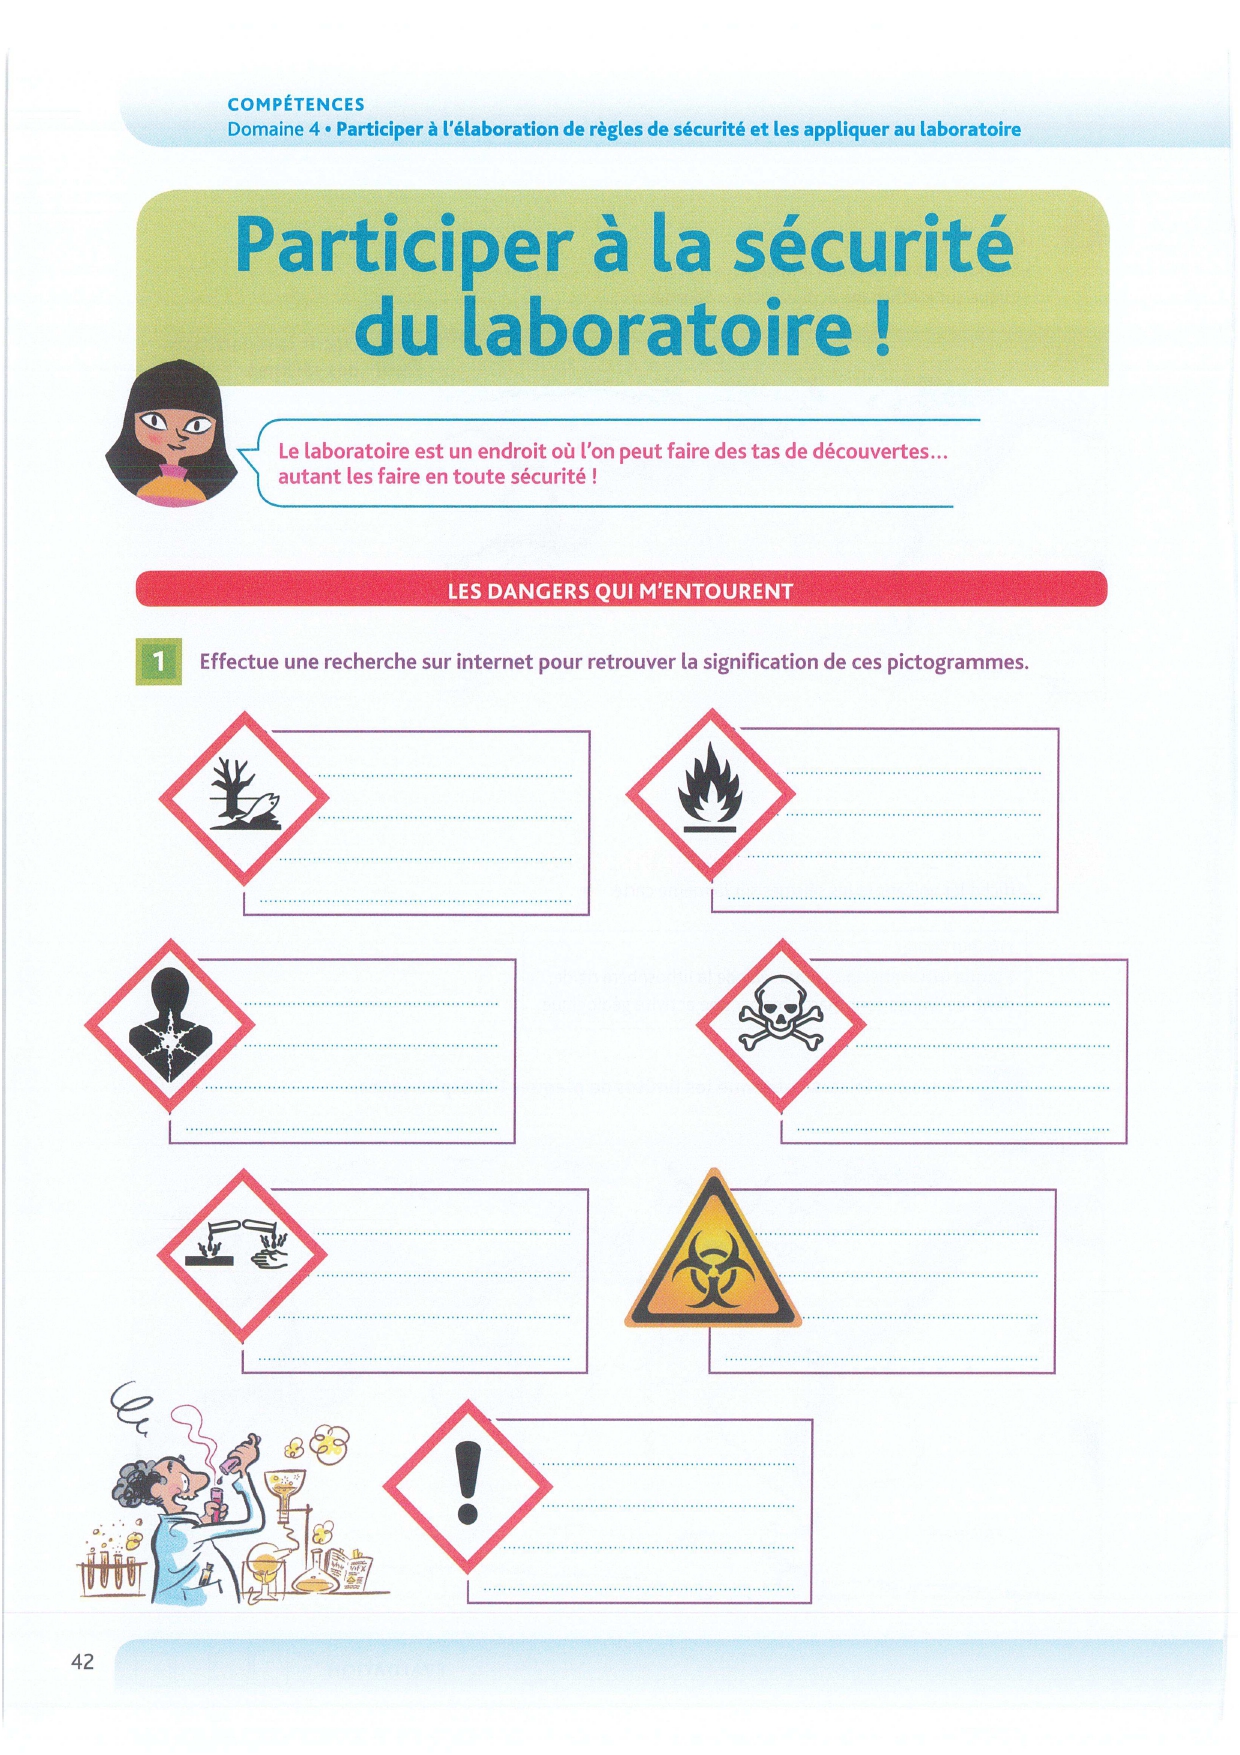 COMPÉTENCES
Domaine 4 • Participer à l'élaboration de règles de sécurité et les appliquer au laboratoire
Participer à la sécurité
du laboratoire !
Le laboratoire est un endroit où l'on peut faire des tas de découvertes...
autant les faire en toute sécurité !
LES DANGERS QUI M'ENTOURENT
1 Effectue une recherche sur internet pour retrouver la signification de ces pictogrammes.
42